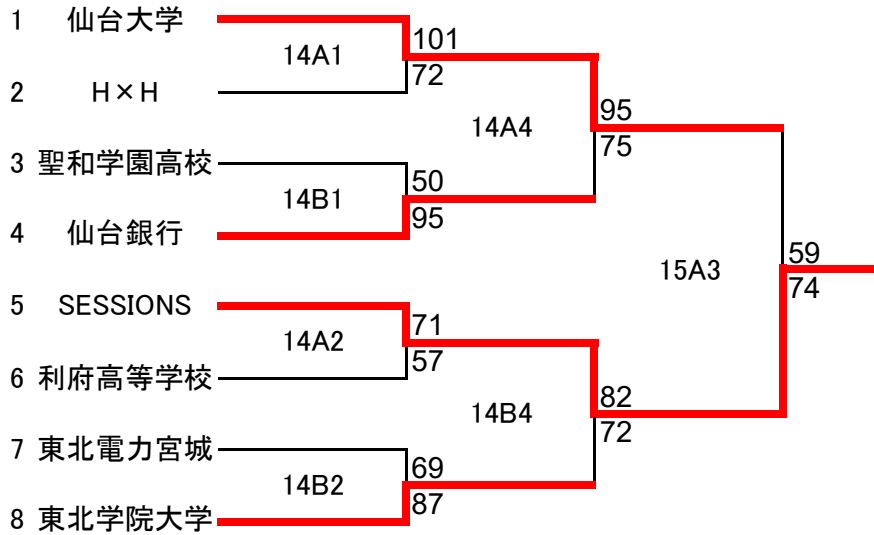 1 仙台大学
14A1
101
72
2 H×H
14A4
95
75
3 聖和学園高校
14B1
50
95
4 仙台銀行
15A3
59
74
5 SESSIONS
14A2
71
57
6 利府高等学校
14B4
82
72
7 東北電力宮城
14B2
69
87
8 東北学院大学